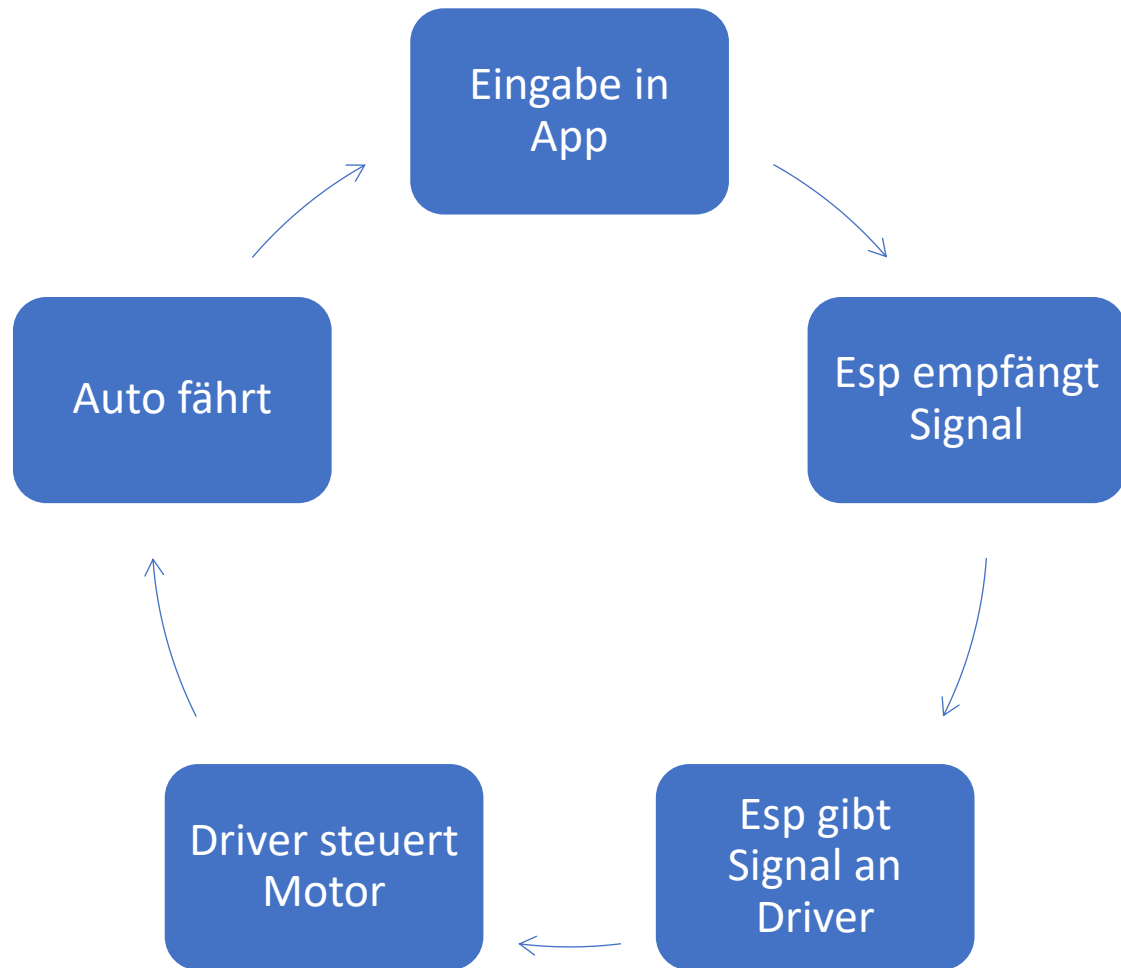 Eingabe in
App
Esp empfängt
Signal
Esp gibt
Signal an
Driver
Driver steuert
Motor
Auto fährt